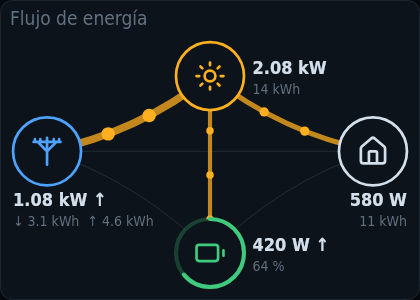 Flujo de energía
2.08 kW
14 kWh
1.08 kW ↑
↓ 3.1 kWh ↑ 4.6 kWh
580 W
11 kWh
420 W ↑
64 %